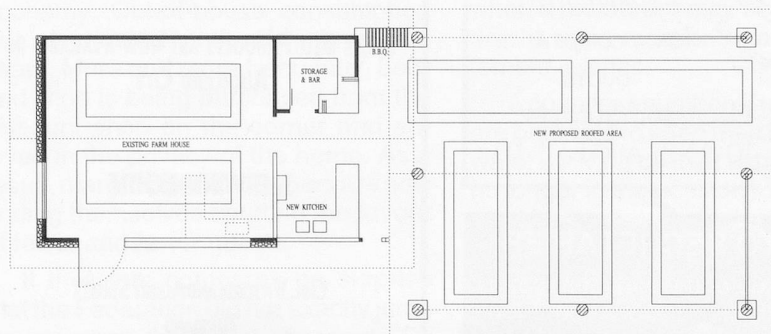 B.B.Q.
STORAGE
& BAR
NEW PROPOSED ROOFED AREA
EXISTING FARM HOUSE
NEW KITCHEN